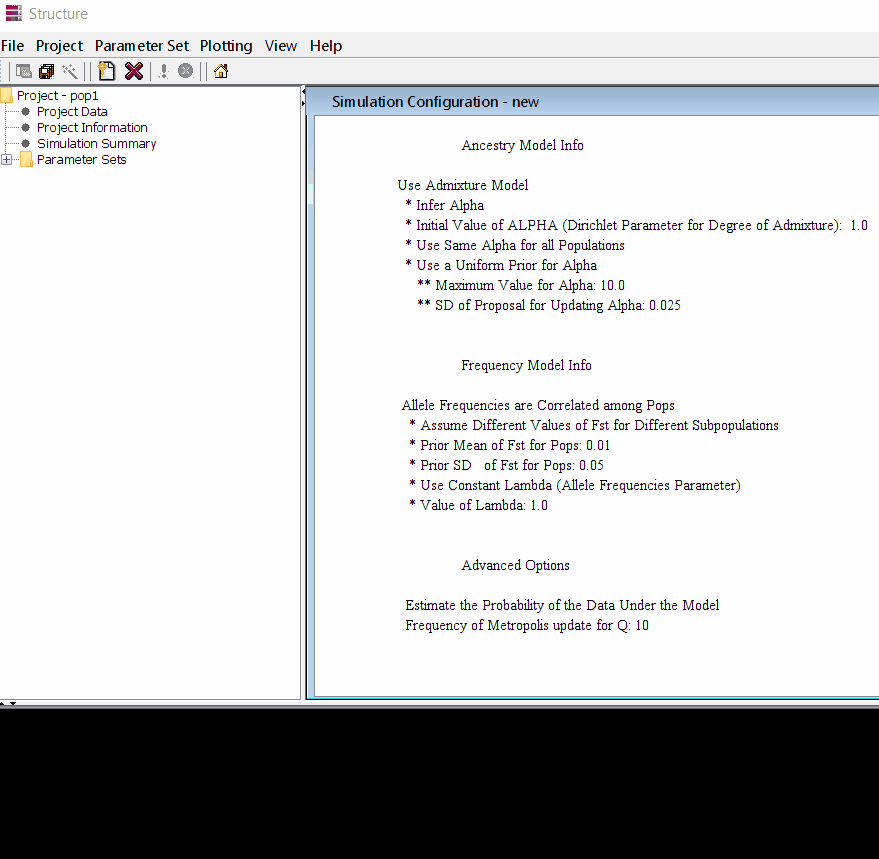 Structure
File Project Parameter Set Plotting View Help
Project - pop1
Project Data
Project Information
Simulation Summary
Parameter Sets
Simulation Configuration - new
Ancestry Model Info
Use Admixture Model
* Infer Alpha
* Initial Value of ALPHA (Dirichlet Parameter for Degree of Admixture): 1.0
* Use Same Alpha for all Populations
* Use a Uniform Prior for Alpha
** Maximum Value for Alpha: 10.0
** SD of Proposal for Updating Alpha: 0.025
Frequency Model Info
Allele Frequencies are Correlated among Pops
* Assume Different Values of Fst for Different Subpopulations
* Prior Mean of Fst for Pops: 0.01
* Prior SD of Fst for Pops: 0.05
* Use Constant Lambda (Allele Frequencies Parameter)
* Value of Lambda: 1.0
Advanced Options
Estimate the Probability of the Data Under the Model
Frequency of Metropolis update for Q: 10